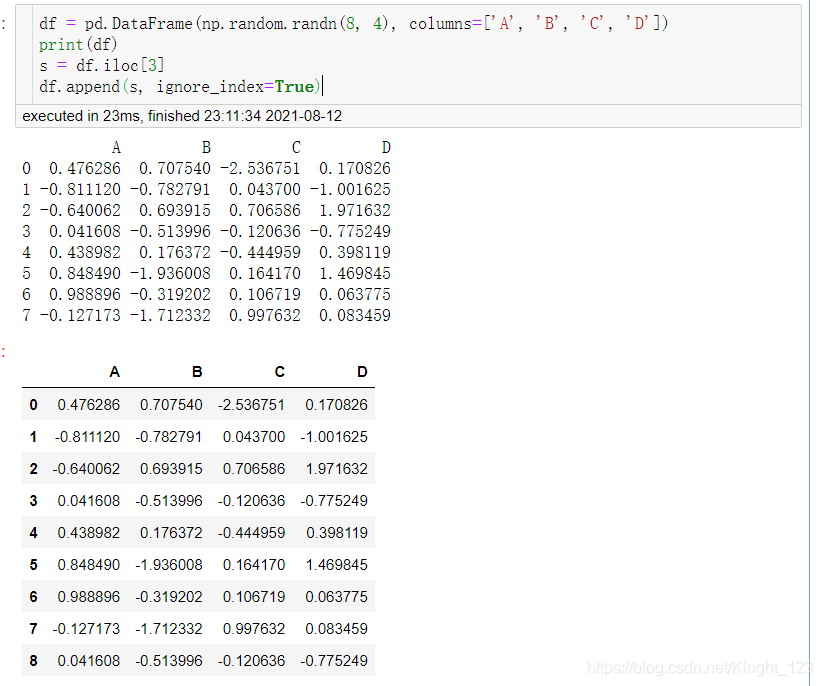 : df = pd.DataFrame(np.random.randn(8, 4), columns=['A', 'B', 'C', 'D'])
print(df)
s = df.iloc[3]
df.append(s, ignore_index=True)
executed in 23ms, finished 23:11:34 2021-08-12
A B C D
0 0.476286 0.707540 -2.536751 0.170826
1 -0.811120 -0.782791 0.043700 -1.001625
2 -0.640062 0.693915 0.706586 1.971632
3 0.041608 -0.513996 -0.120636 -0.775249
4 0.438982 0.176372 -0.444959 0.398119
5 0.848490 -1.936008 0.164170 1.469845
6 0.988896 -0.319202 0.106719 0.063775
7 -0.127173 -1.712332 0.997632 0.083459
:
A B C D
0 0.476286 0.707540 -2.536751 0.170826
1 -0.811120 -0.782791 0.043700 -1.001625
2 -0.640062 0.693915 0.706586 1.971632
3 0.041608 -0.513996 -0.120636 -0.775249
4 0.438982 0.176372 -0.444959 0.398119
5 0.848490 -1.936008 0.164170 1.469845
6 0.988896 -0.319202 0.106719 0.063775
7 -0.127173 -1.712332 0.997632 0.083459
8 0.041608 -0.513996 -0.120636 -0.775249
https://blog.csdn.net/Kinght_123